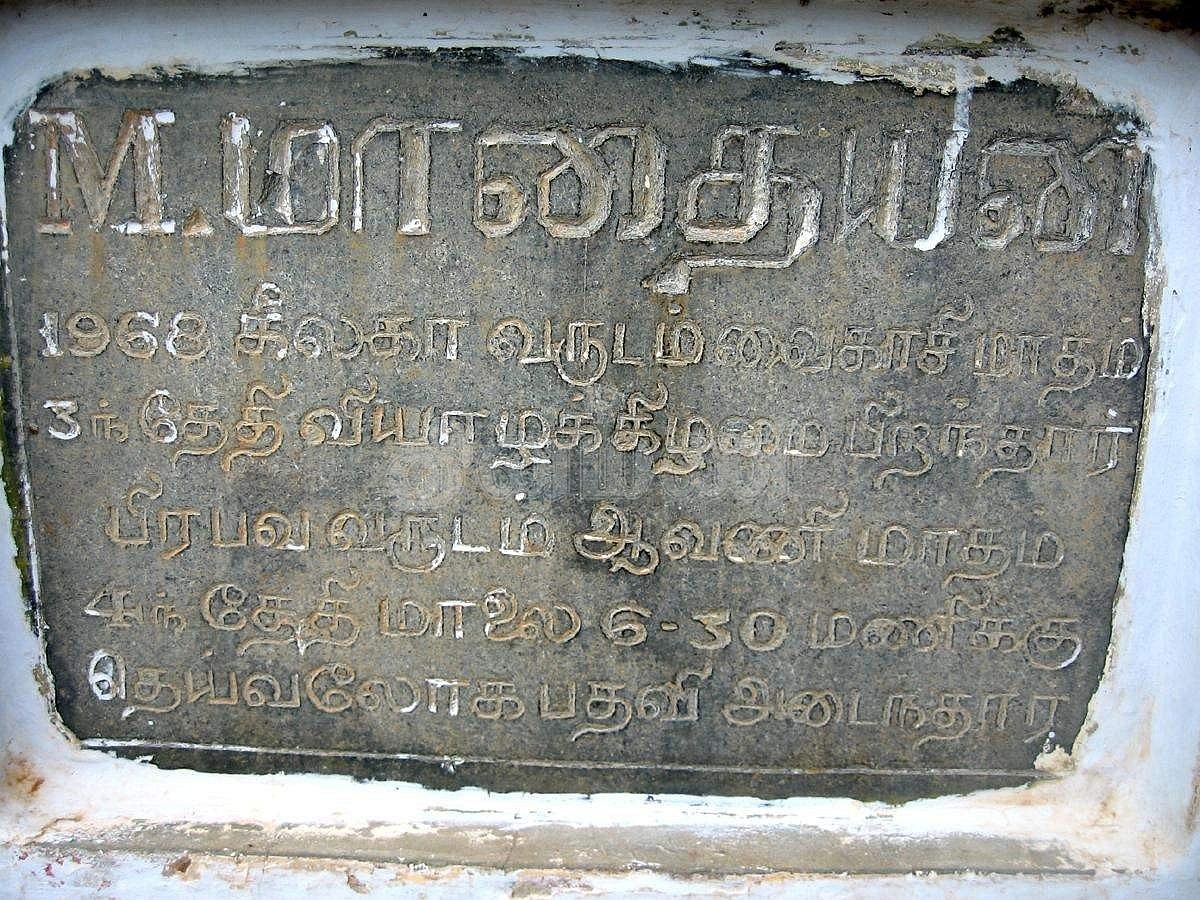 M.மாதையன்
1968 கீலகா வருடம் வைகாசி மாதம்
3ந் தேதி வியாழக்கிழமை பிறந்தார்
பிரபவ வருடம் ஆவணி மாதம்
4ந் தேதி மாலை 6-30 மணிக்கு
தெய்வலோக பதவி அடைந்தார்